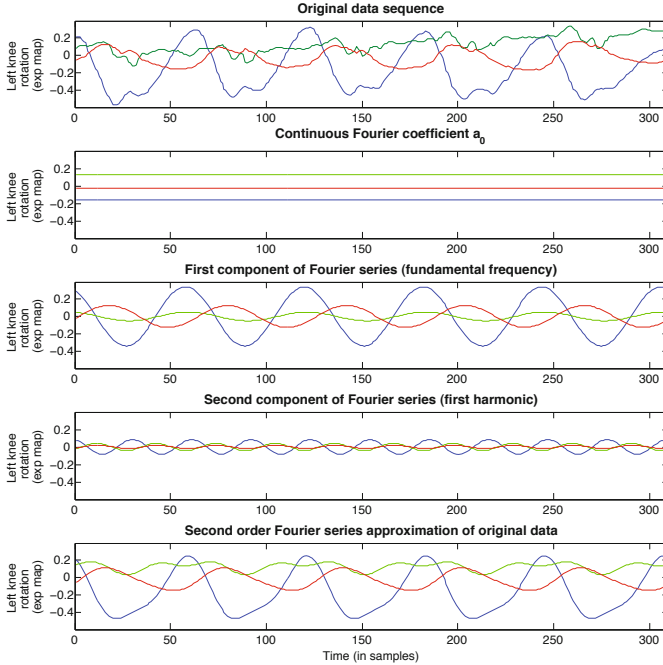 Original data sequence
Left knee
rotation
(exp map)
0.2
0
−0.2
−0.4
0
50
100
150
200
250
300
Continuous Fourier coefficient a0
Left knee
rotation
(exp map)
0.2
0
−0.2
−0.4
0
50
100
150
200
250
300
First component of Fourier series (fundamental frequency)
Left knee
rotation
(exp map)
0.2
0
−0.2
−0.4
0
50
100
150
200
250
300
Second component of Fourier series (first harmonic)
Left knee
rotation
(exp map)
0.2
0
−0.2
−0.4
0
50
100
150
200
250
300
Second order Fourier series approximation of original data
Left knee
rotation
(exp map)
0.2
0
−0.2
−0.4
0
50
100
150
200
250
300
Time (in samples)